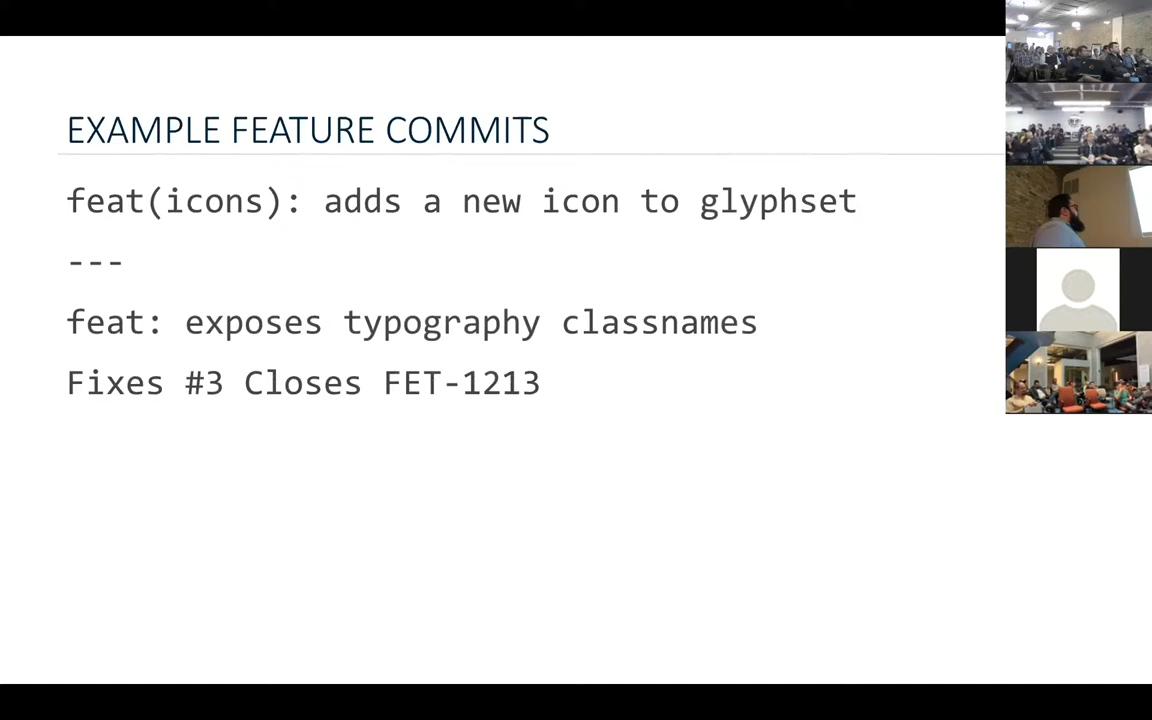 EXAMPLE FEATURE COMMITS
feat(icons): adds a new icon to glyphset
---
feat: exposes typography classnames
Fixes #3 Closes FET-1213